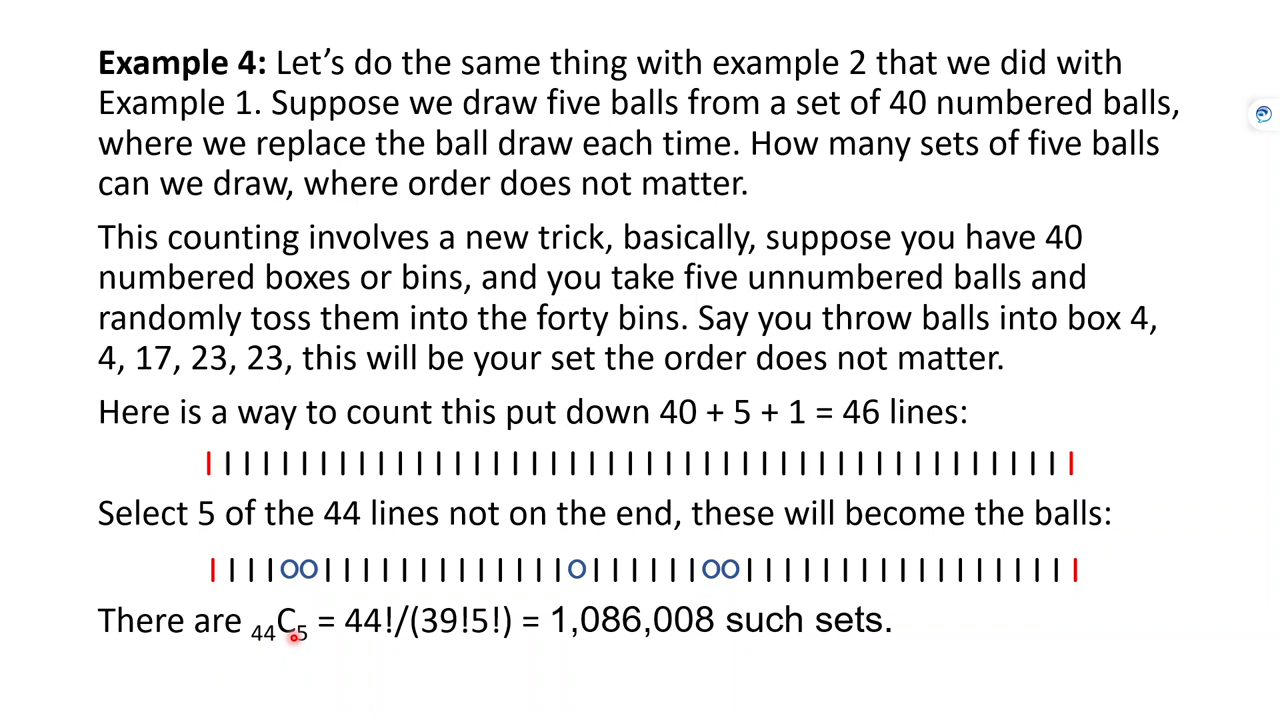 Example 4: Let's do the same thing with example 2 that we did with
Example 1. Suppose we draw five balls from a set of 40 numbered balls,
where we replace the ball draw each time. How many sets of five balls
can we draw, where order does not matter.
This counting involves a new trick, basically, suppose you have 40
numbered boxes or bins, and you take five unnumbered balls and
randomly toss them into the forty bins. Say you throw balls into box 4,
4, 17, 23, 23, this will be your set the order does not matter.
Here is a way to count this put down 40 + 5 + 1 = 46 lines:
||||||||||||||||||||||||||||||||||||||||||||||
Select 5 of the 44 lines not on the end, these will become the balls:
||||OO|||||||||||||O||||||OO||||||||||||||||||
There are ₄₄C₅ = 44!/(39!5!) = 1,086,008 such sets.